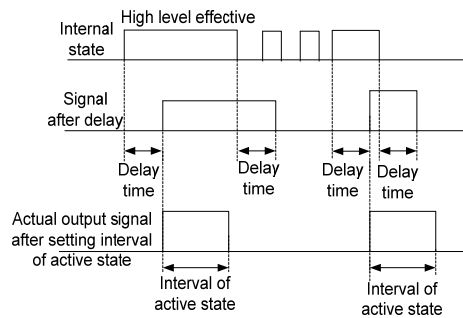 High level effective
Internal
state
Signal
after delay
Delay
time
Delay
time
Delay
time
Delay
time
Actual output signal
after setting interval
of active state
Interval of
active state
Interval of
active state